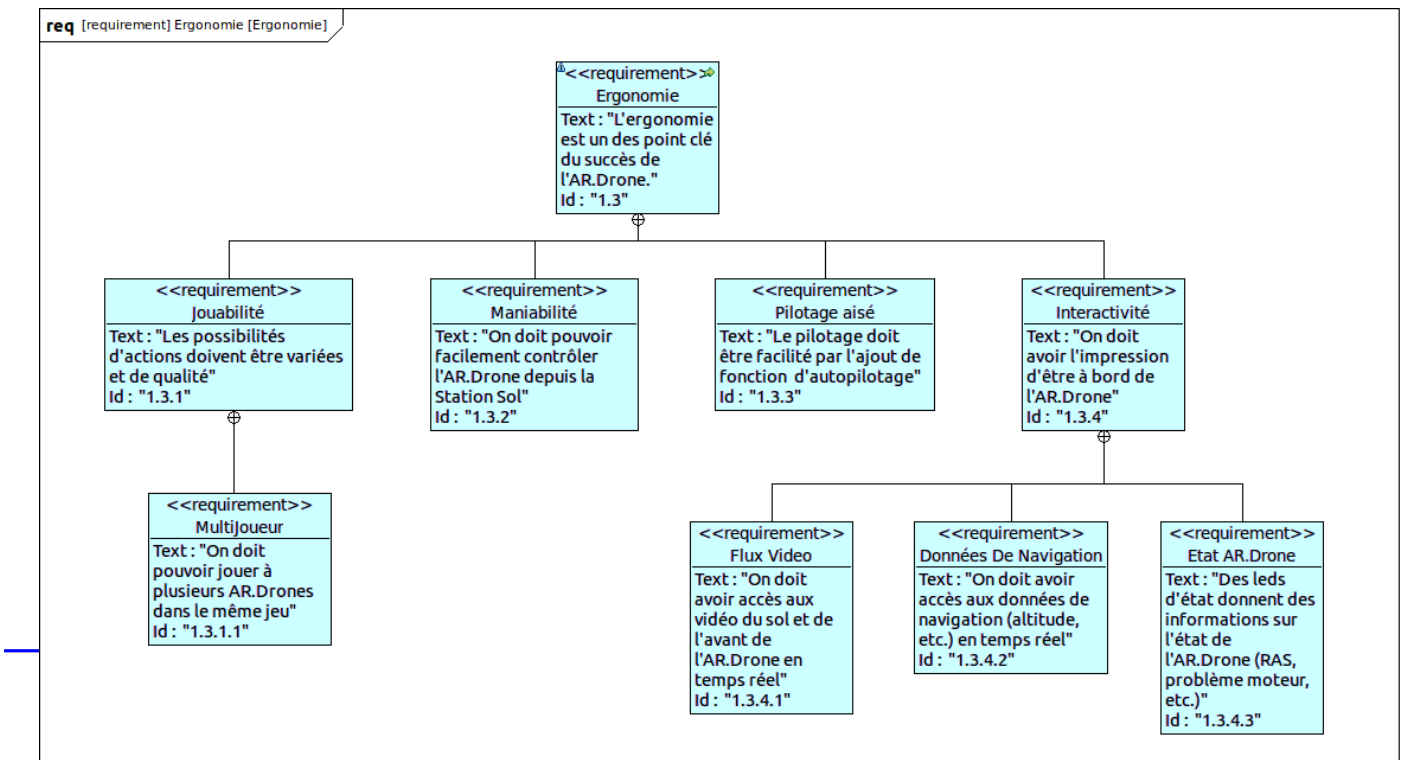 req [requirement] Ergonomie [Ergonomie]
<<requirement>>
Ergonomie
Text : "L'ergonomie
est un des point clé
du succès de
l'AR.Drone."
Id : "1.3"
<<requirement>>
Jouabilité
Text : "Les possibilités
d'actions doivent être variées
et de qualité"
Id : "1.3.1"
<<requirement>>
Maniabilité
Text : "On doit pouvoir
facilement contrôler
l'AR.Drone depuis la
Station Sol"
Id : "1.3.2"
<<requirement>>
Pilotage aisé
Text : "Le pilotage doit
être facilité par l'ajout de
fonction d'autopilotage"
Id : "1.3.3"
<<requirement>>
Interactivité
Text : "On doit
avoir l'impression
d'être à bord de
l'AR.Drone"
Id : "1.3.4"
<<requirement>>
MultiJoueur
Text : "On doit
pouvoir jouer à
plusieurs AR.Drones
dans le même jeu"
Id : "1.3.1.1"
<<requirement>>
Flux Video
Text : "On doit
avoir accès aux
vidéo du sol et de
l'avant de
l'AR.Drone en
temps réel"
Id : "1.3.4.1"
<<requirement>>
Données De Navigation
Text : "On doit avoir
accès aux données de
navigation (altitude,
etc.) en temps réel"
Id : "1.3.4.2"
<<requirement>>
Etat AR.Drone
Text : "Des leds
d'état donnent des
informations sur
l'état de
l'AR.Drone (RAS,
problème moteur,
etc.)"
Id : "1.3.4.3"